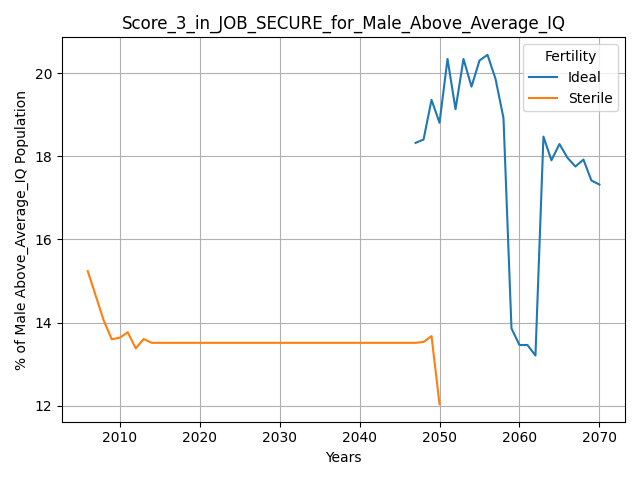 Score_3_in_JOB_SECURE_for_Male_Above_Average_IQ
Fertility
Ideal
Sterile
% of Male Above_Average_IQ Population
20
18
16
14
12
2010 2020 2030 2040 2050 2060 2070
Years